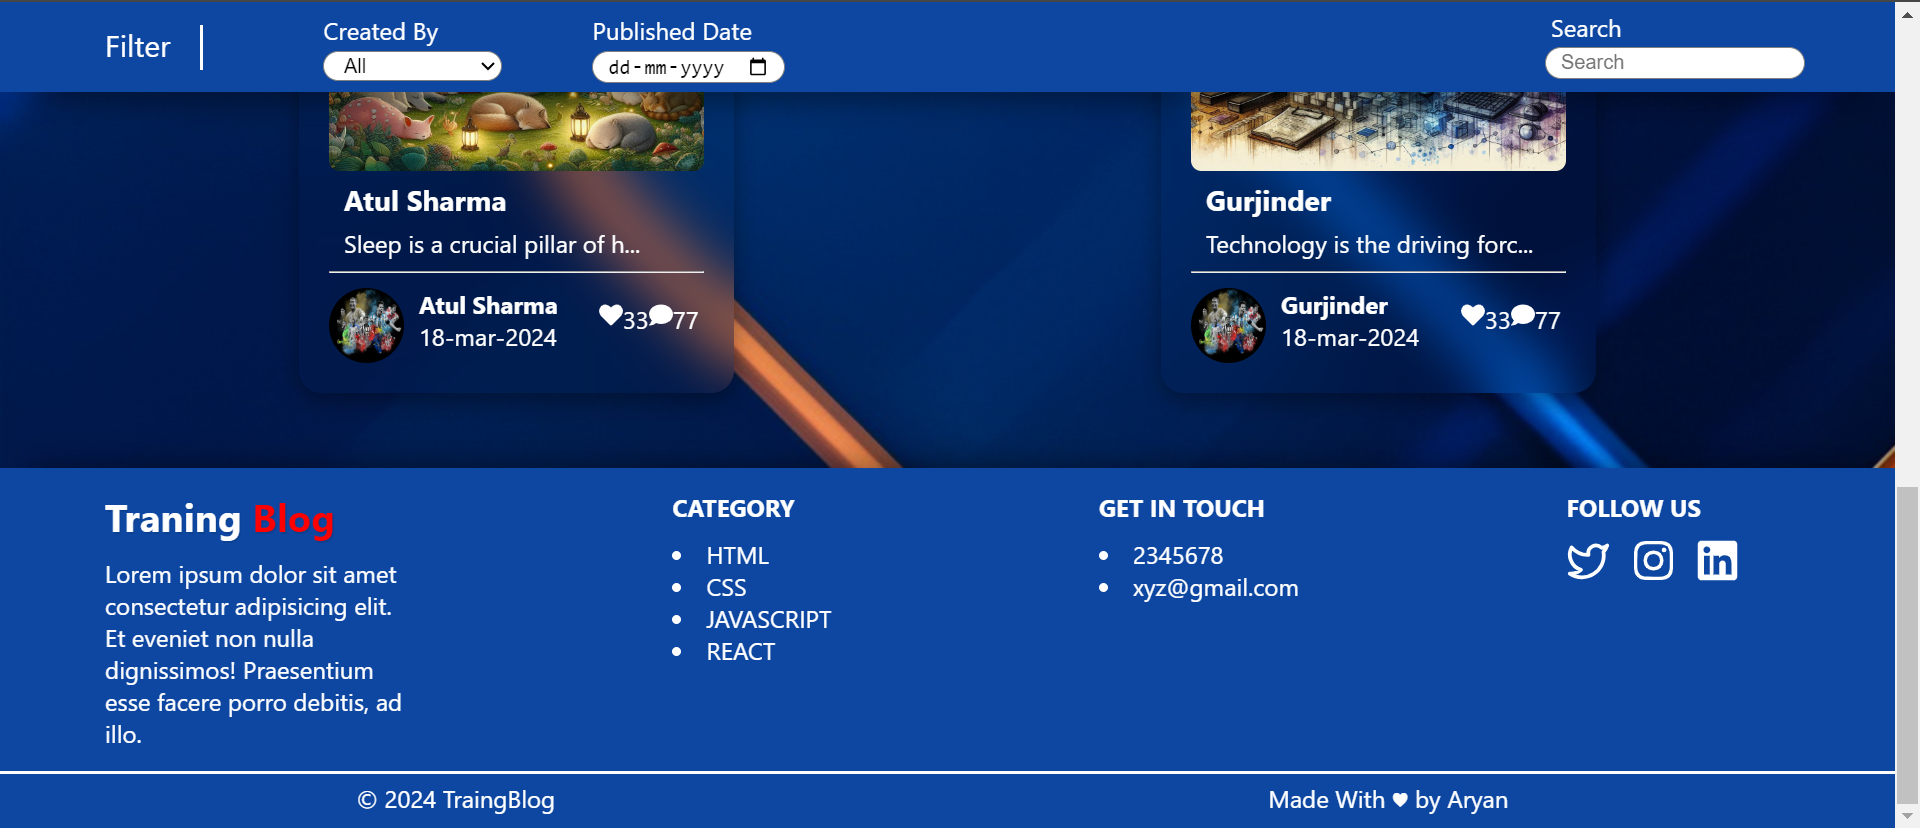 Filter
Created By
All
Published Date
dd-mm-yyyy
Search
Search
Atul Sharma
Sleep is a crucial pillar of h...
Atul Sharma
18-mar-2024
33 77
Gurjinder
Technology is the driving forc...
Gurjinder
18-mar-2024
33 77
Traning Blog
Lorem ipsum dolor sit amet
consectetur adipisicing elit.
Et eveniet non nulla
dignissimos! Praesentium
esse facere porro debitis, ad
illo.
CATEGORY
• HTML
• CSS
• JAVASCRIPT
• REACT
GET IN TOUCH
• 2345678
• xyz@gmail.com
FOLLOW US
© 2024 TraingBlog
Made With ♥ by Aryan